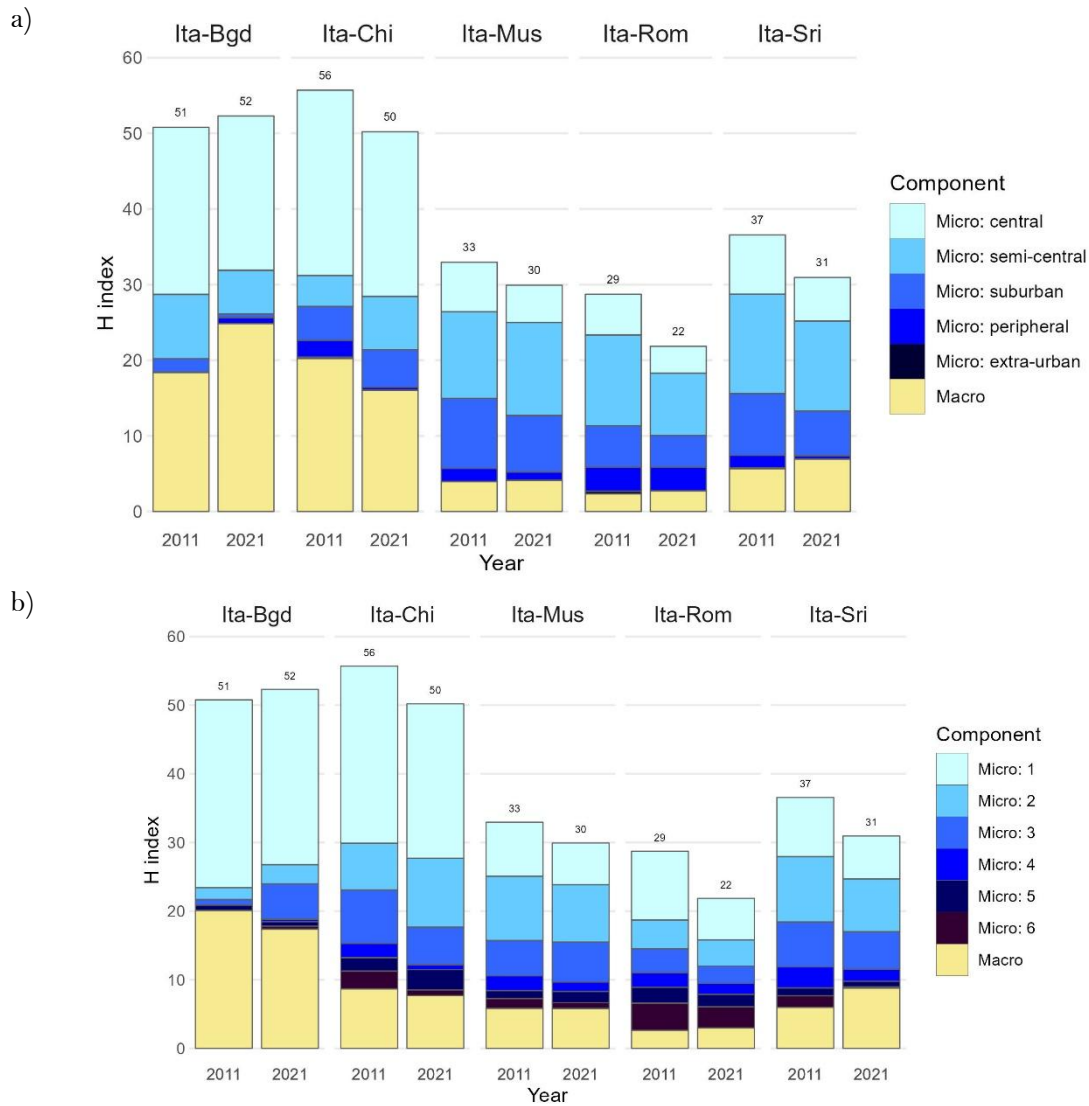 a)
Ita-Bgd Ita-Chi Ita-Mus Ita-Rom Ita-Sri
60
50
40
30
20
10
0
H index
51 52 56 50 33 30 29 22 37 31
2011 2021 2011 2021 2011 2021 2011 2021 2011 2021
Year
Component
Micro: central
Micro: semi-central
Micro: suburban
Micro: peripheral
Micro: extra-urban
Macro
b)
Ita-Bgd Ita-Chi Ita-Mus Ita-Rom Ita-Sri
60
50
40
30
20
10
0
H index
51 52 56 50 33 30 29 22 37 31
2011 2021 2011 2021 2011 2021 2011 2021 2011 2021
Year
Component
Micro: 1
Micro: 2
Micro: 3
Micro: 4
Micro: 5
Micro: 6
Macro